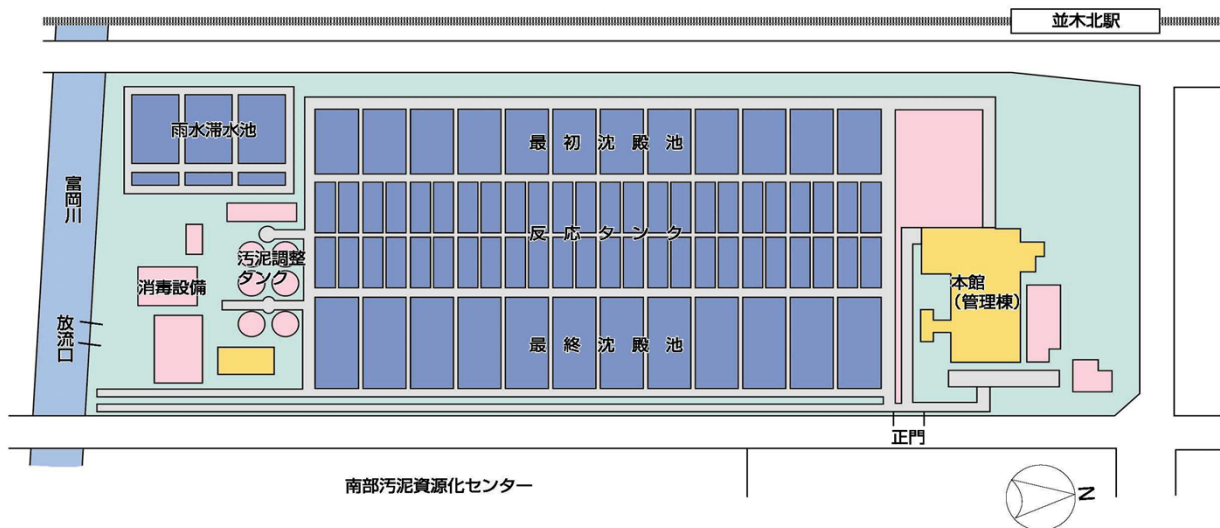 並木北駅
雨水滞水池
最初沈殿池
富岡川
反応タンク
汚泥調整
タンク
消毒設備
本館
（管理棟）
放流口
最終沈殿池
正門
南部汚泥資源化センター
N